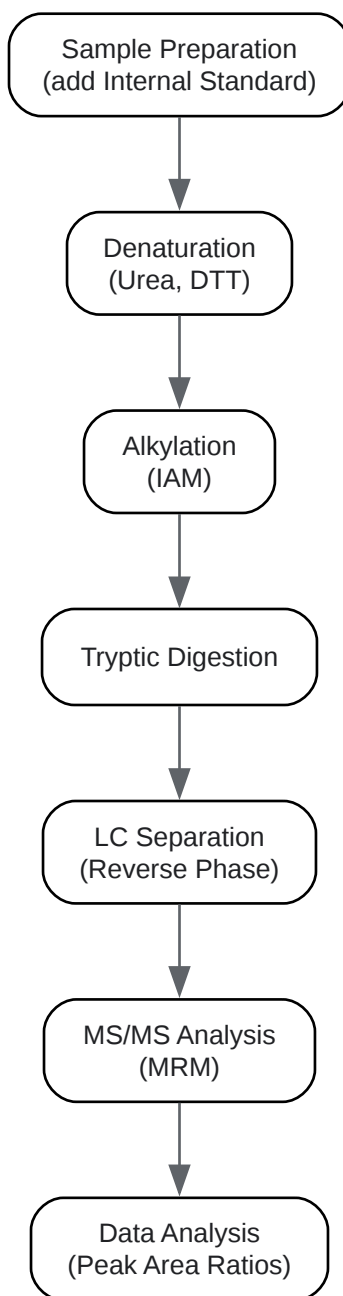 Sample Preparation
(add Internal Standard)
Denaturation
(Urea, DTT)
Alkylation
(IAM)
Tryptic Digestion
LC Separation
(Reverse Phase)
MS/MS Analysis
(MRM)
Data Analysis
(Peak Area Ratios)